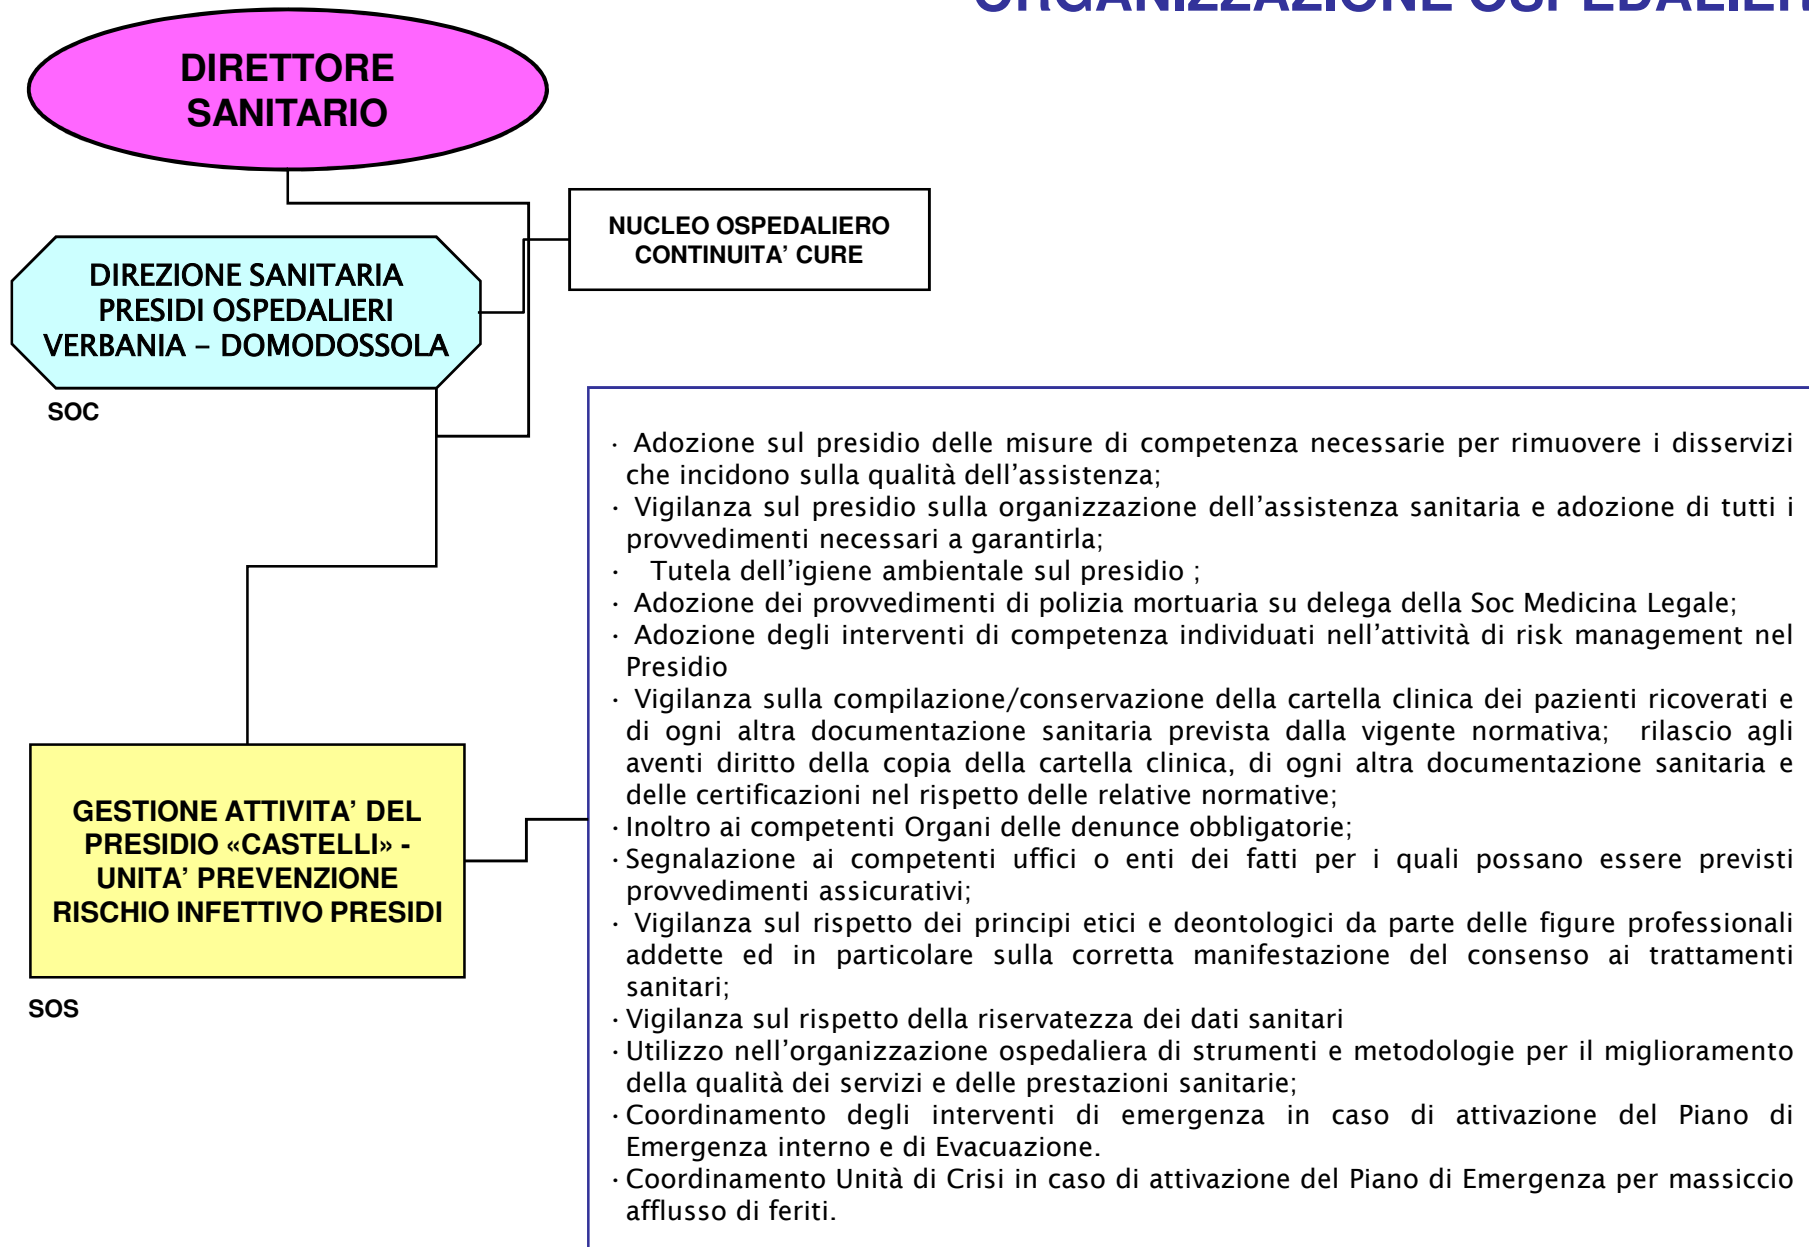 ORGANIZZAZIONE OSPEDALIER
DIRETTORE
SANITARIO
NUCLEO OSPEDALIERO
CONTINUITA’ CURE
DIREZIONE SANITARIA
PRESIDI OSPEDALIERI
VERBANIA – DOMODOSSOLA
SOC
· Adozione sul presidio delle misure di competenza necessarie per rimuovere i disservizi
che incidono sulla qualità dell’assistenza;
· Vigilanza sul presidio sulla organizzazione dell’assistenza sanitaria e adozione di tutti i
provvedimenti necessari a garantirla;
· Tutela dell’igiene ambientale sul presidio ;
· Adozione dei provvedimenti di polizia mortuaria su delega della Soc Medicina Legale;
· Adozione degli interventi di competenza individuati nell’attività di risk management nel
Presidio
· Vigilanza sulla compilazione/conservazione della cartella clinica dei pazienti ricoverati e
di ogni altra documentazione sanitaria prevista dalla vigente normativa; rilascio agli
aventi diritto della copia della cartella clinica, di ogni altra documentazione sanitaria e
delle certificazioni nel rispetto delle relative normative;
· Inoltro ai competenti Organi delle denunce obbligatorie;
· Segnalazione ai competenti uffici o enti dei fatti per i quali possano essere previsti
provvedimenti assicurativi;
· Vigilanza sul rispetto dei principi etici e deontologici da parte delle figure professionali
addette ed in particolare sulla corretta manifestazione del consenso ai trattamenti
sanitari;
· Vigilanza sul rispetto della riservatezza dei dati sanitari
· Utilizzo nell’organizzazione ospedaliera di strumenti e metodologie per il miglioramento
della qualità dei servizi e delle prestazioni sanitarie;
· Coordinamento degli interventi di emergenza in caso di attivazione del Piano di
Emergenza interno e di Evacuazione.
· Coordinamento Unità di Crisi in caso di attivazione del Piano di Emergenza per massiccio
afflusso di feriti.
GESTIONE ATTIVITA’ DEL
PRESIDIO «CASTELLI» -
UNITA’ PREVENZIONE
RISCHIO INFETTIVO PRESIDI
SOS